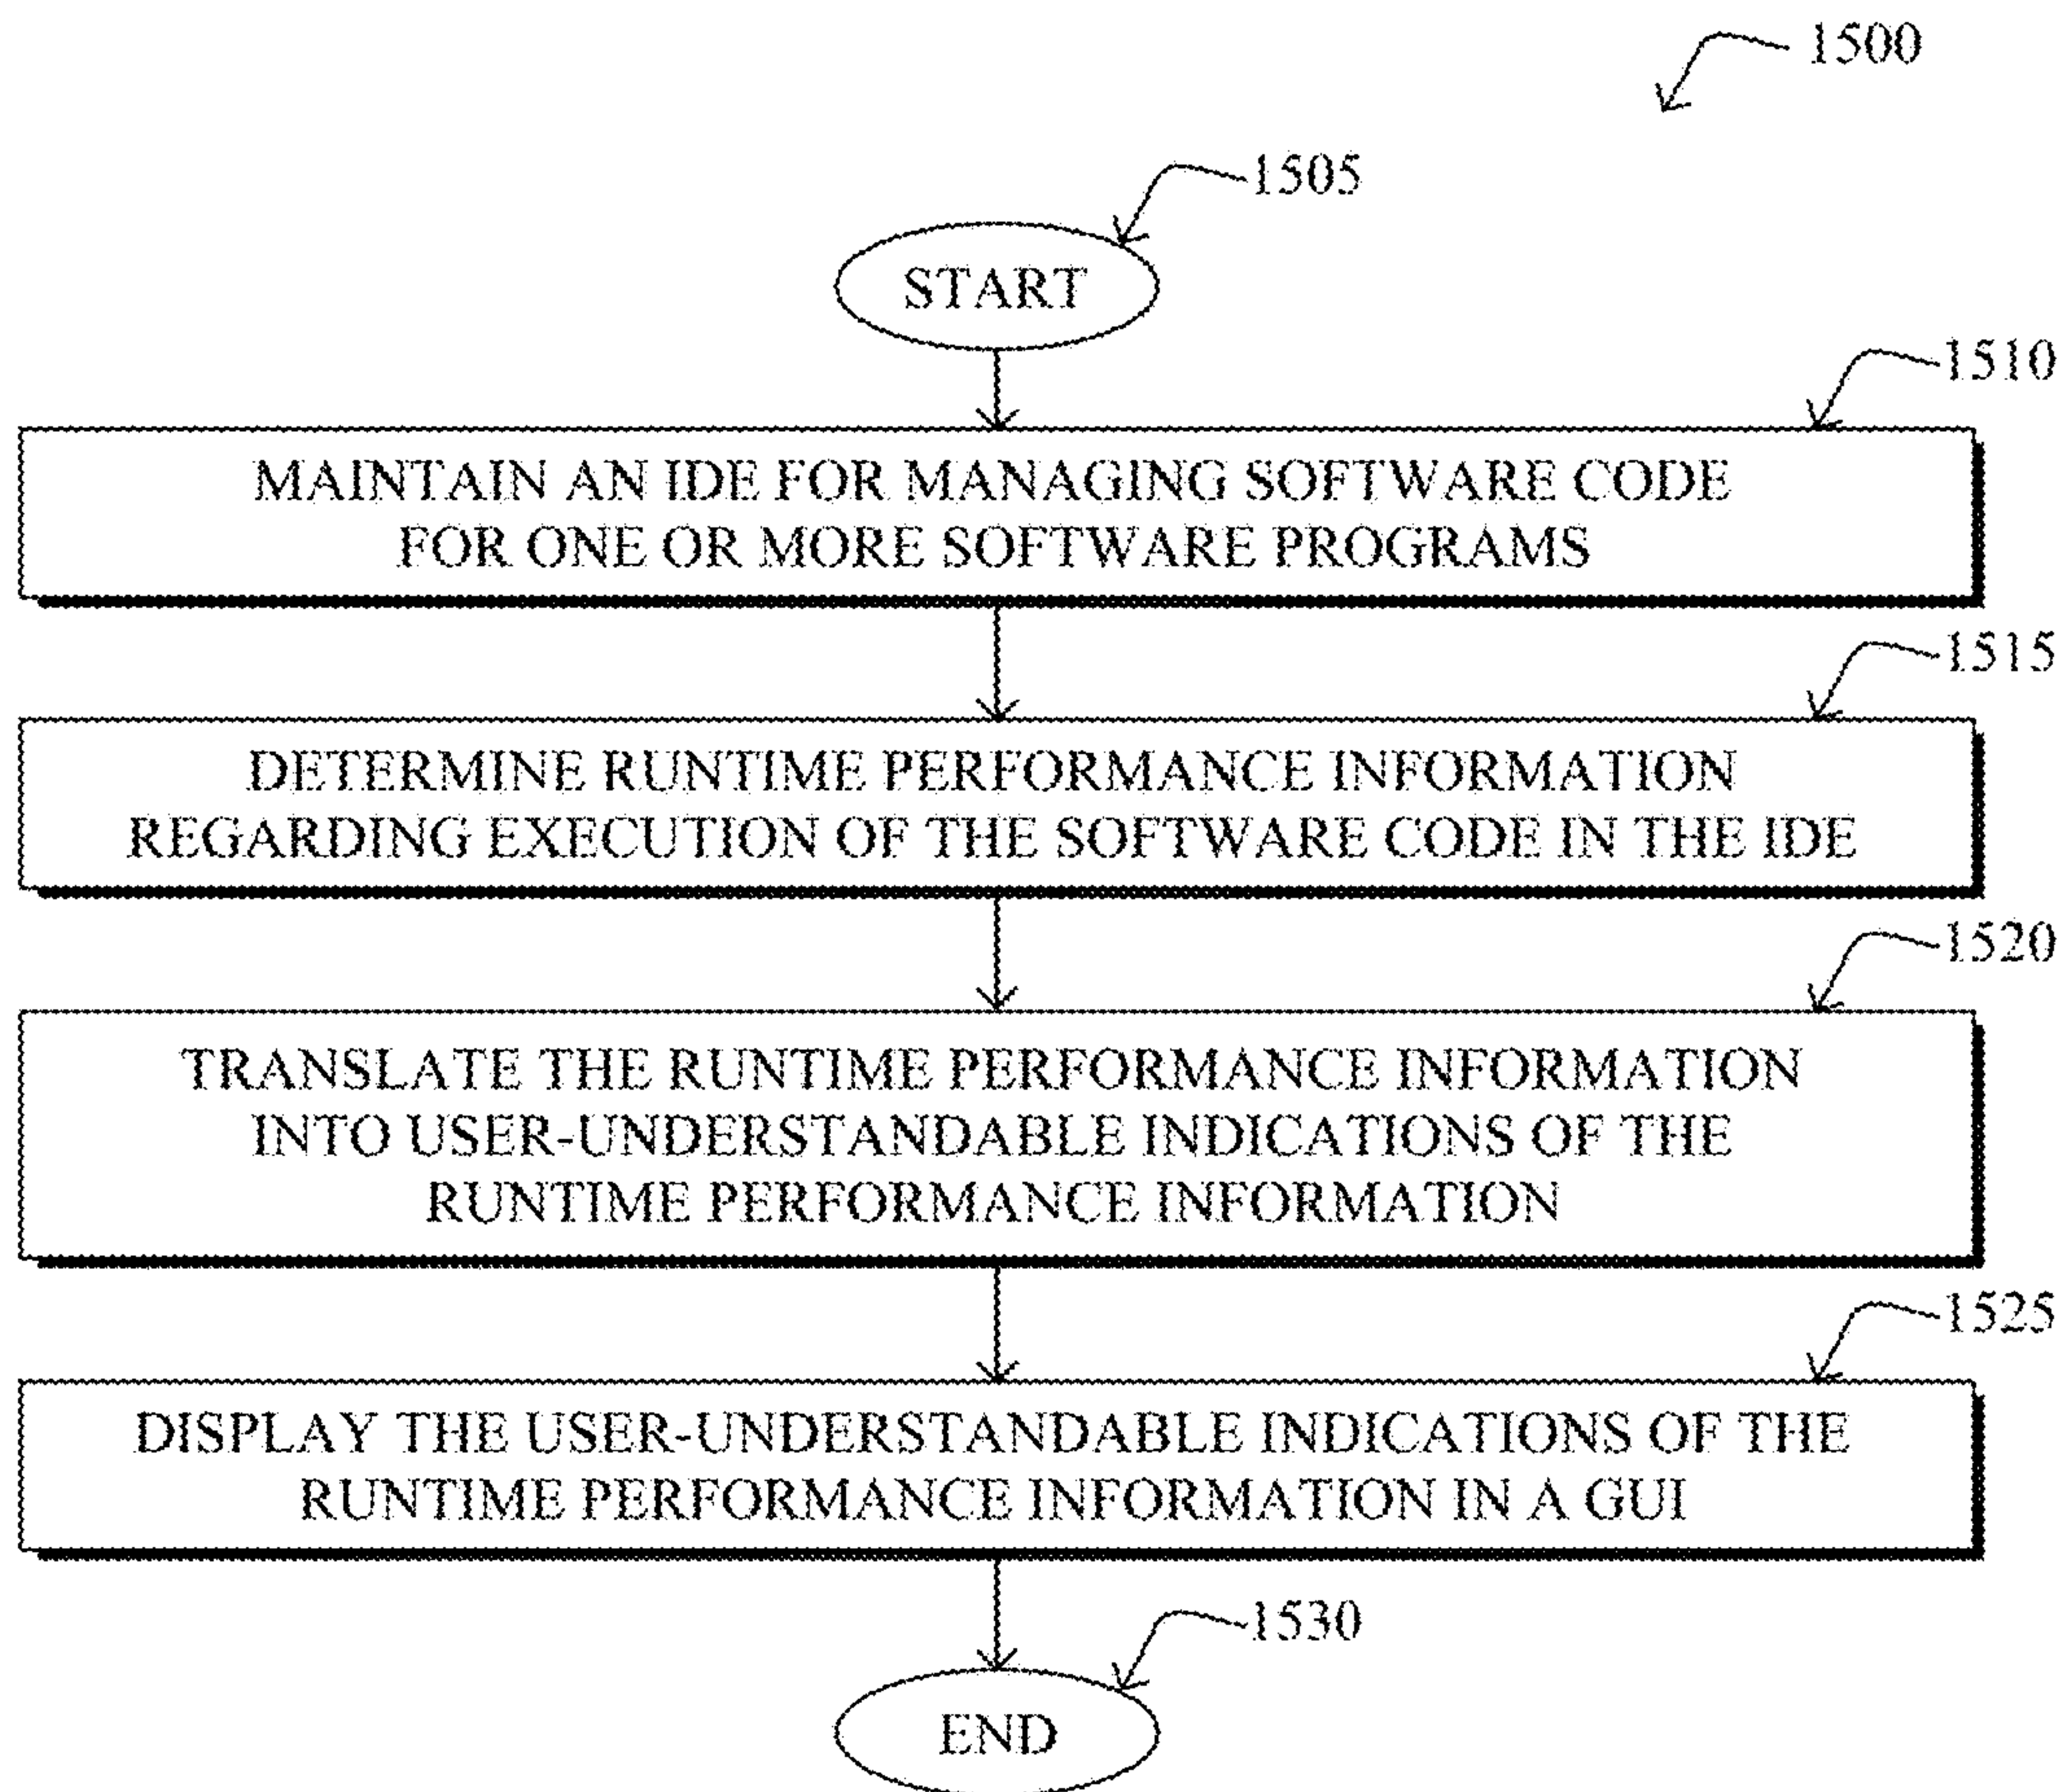 1500
1505
START
1510
MAINTAIN AN IDE FOR MANAGING SOFTWARE CODE
FOR ONE OR MORE SOFTWARE PROGRAMS
1515
DETERMINE RUNTIME PERFORMANCE INFORMATION
REGARDING EXECUTION OF THE SOFTWARE CODE IN THE IDE
1520
TRANSLATE THE RUNTIME PERFORMANCE INFORMATION
INTO USER-UNDERSTANDABLE INDICATIONS OF THE
RUNTIME PERFORMANCE INFORMATION
1525
DISPLAY THE USER-UNDERSTANDABLE INDICATIONS OF THE
RUNTIME PERFORMANCE INFORMATION IN A GUI
1530
END